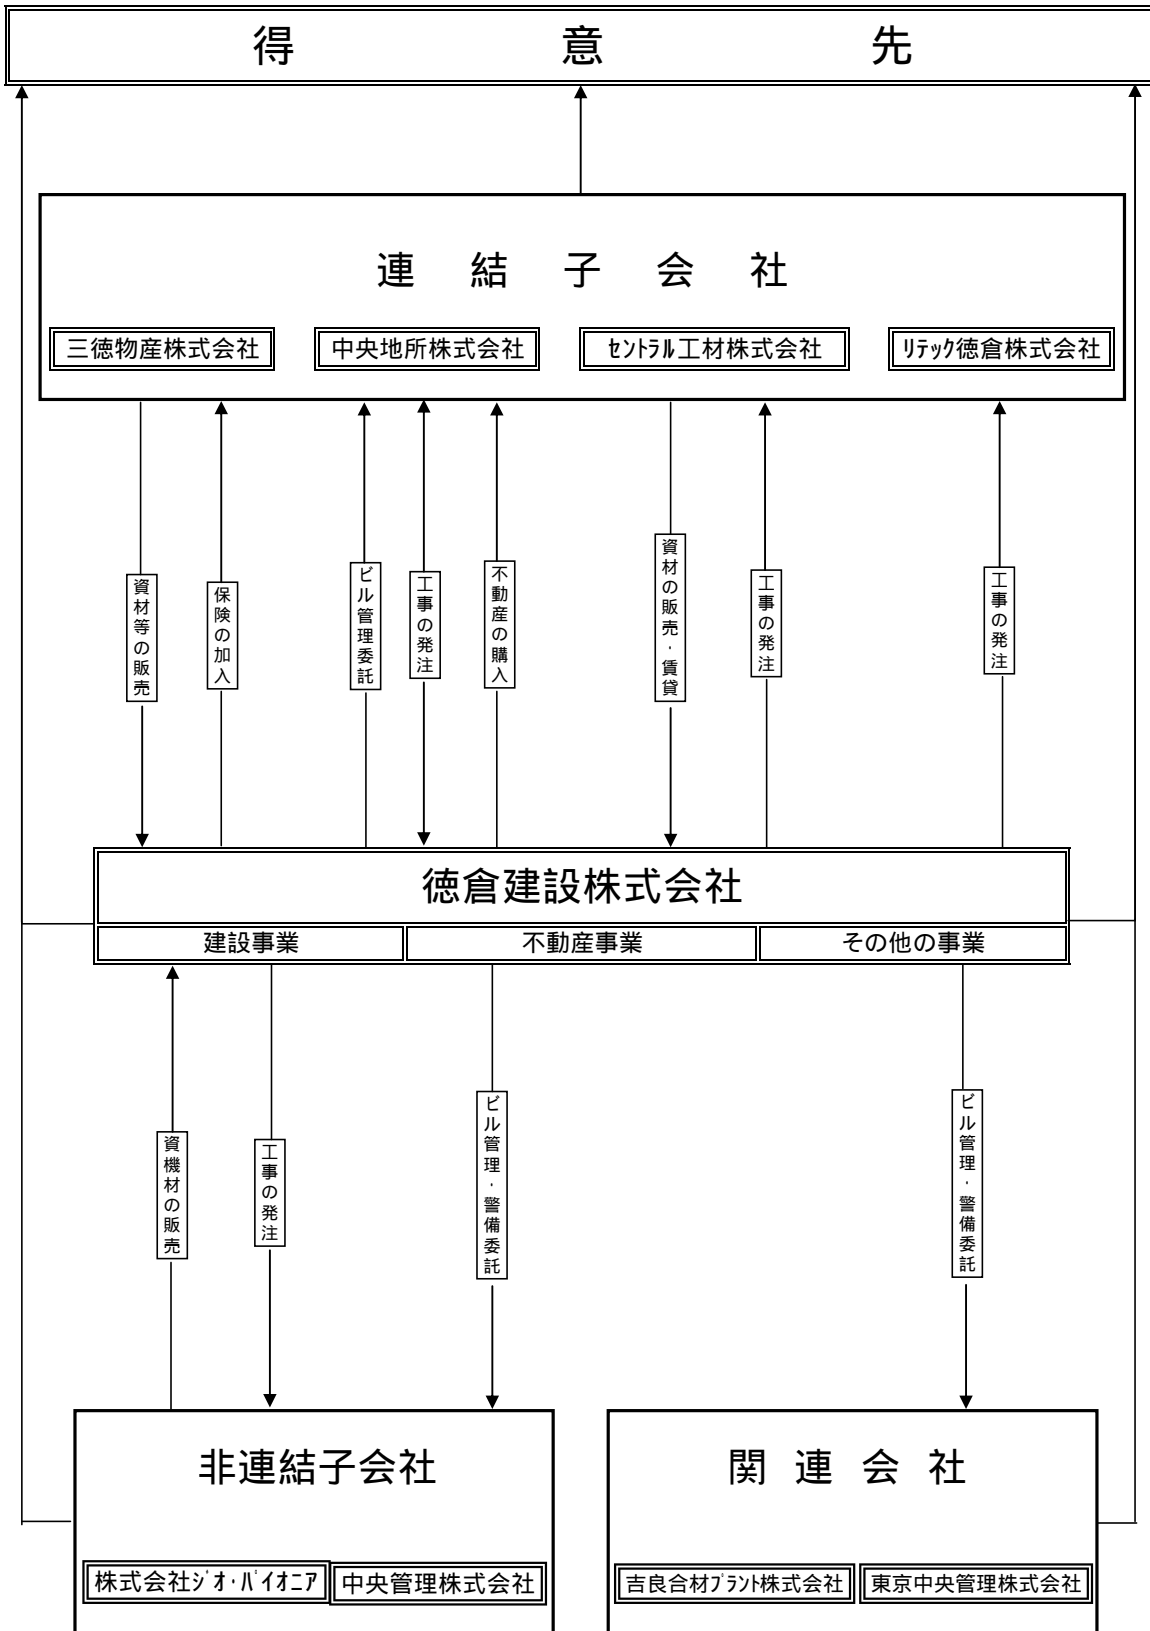 得意先
連結子会社
三徳物産株式会社
中央地所株式会社
ｾﾝﾄﾗﾙ工材株式会社
ﾘﾃｯｸ徳倉株式会社
資材等の販売
保険の加入
ビル管理委託
工事の発注
不動産の購入
資材の販売・賃貸
工事の発注
工事の発注
徳倉建設株式会社
建設事業
不動産事業
その他の事業
資機材の販売
工事の発注
ビル管理・警備委託
ビル管理・警備委託
非連結子会社
株式会社ｼﾞｵ･ﾊﾟｲｵﾆｱ
中央管理株式会社
関連会社
吉良合材ﾌﾟﾗﾝﾄ株式会社
東京中央管理株式会社